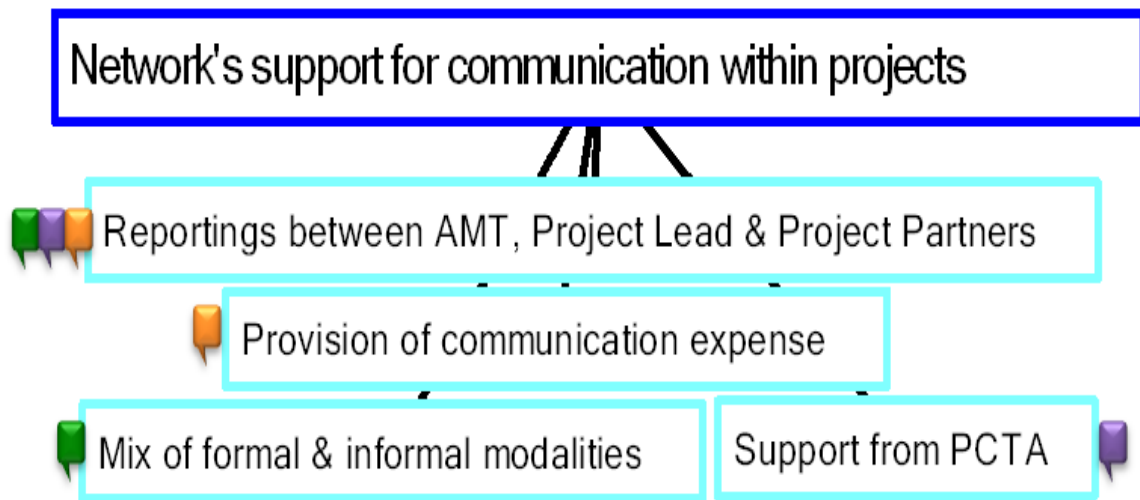 Network's support for communication within projects
Reportings between AMT, Project Lead & Project Partners
Provision of communication expense
Mix of formal & informal modalities
Support from PCTA